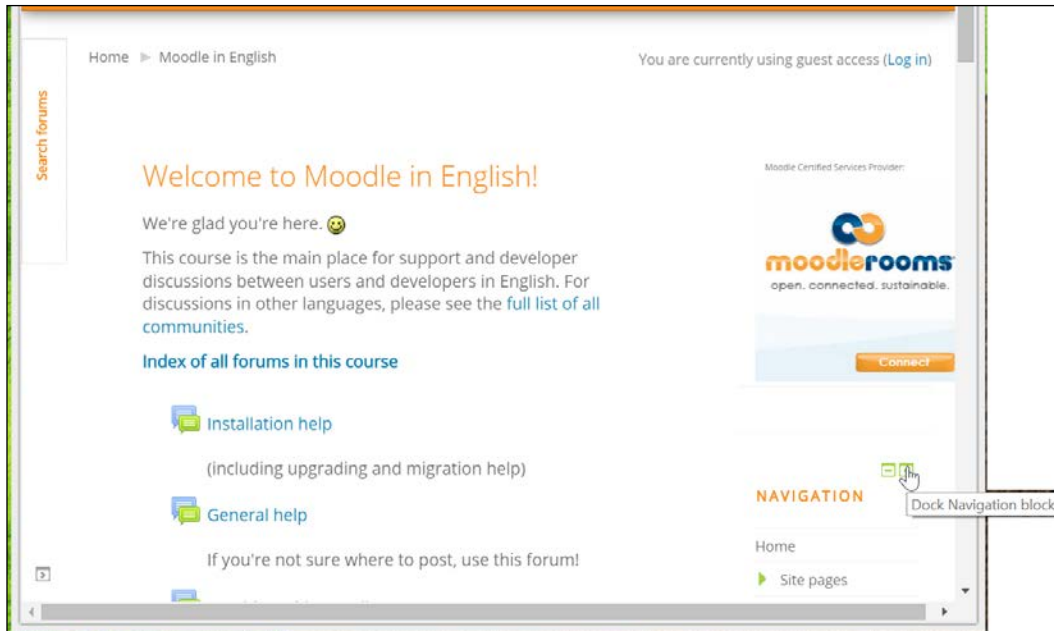 Home ▶ Moodle in English
You are currently using guest access (Log in)
Search forums
Welcome to Moodle in English!
We're glad you're here.
This course is the main place for support and developer
discussions between users and developers in English. For
discussions in other languages, please see the full list of all
communities.
Index of all forums in this course
Installation help
(including upgrading and migration help)
General help
If you're not sure where to post, use this forum!
Moodle Certified Services Provider:
moodlerooms
open. connected. sustainable.
Connect
NAVIGATION
Dock Navigation block
Home
Site pages